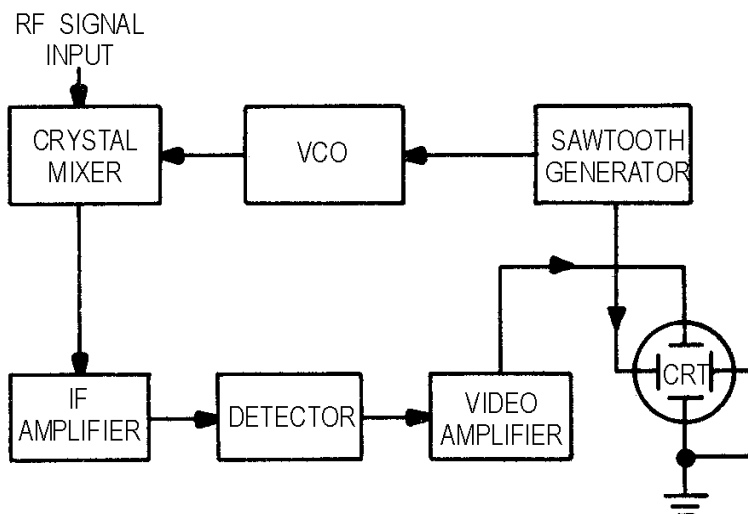 RF SIGNAL
INPUT
CRYSTAL
MIXER
VCO
SAWTOOTH
GENERATOR
IF
AMPLIFIER
DETECTOR
VIDEO
AMPLIFIER
CRT